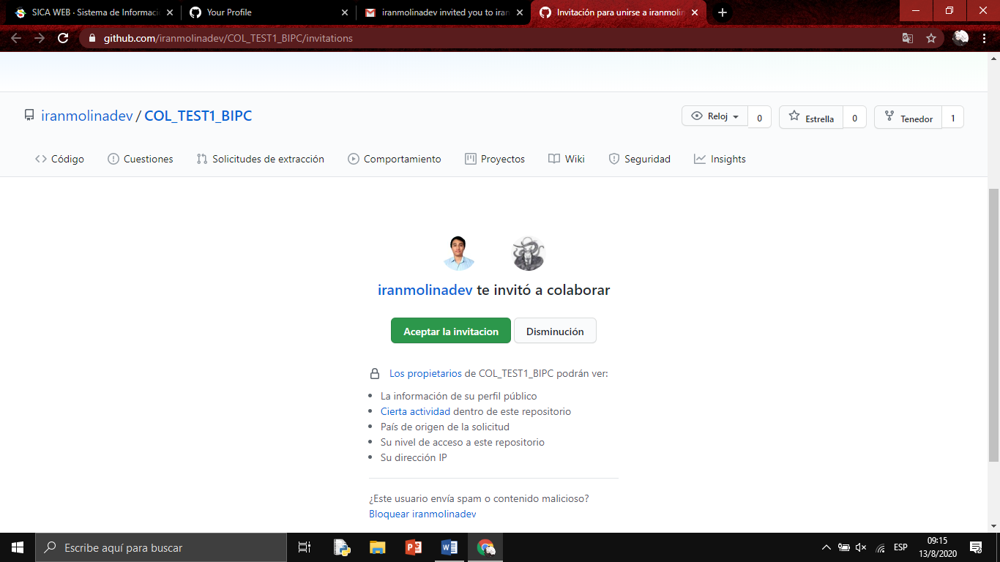 SICA WEB · Sistema de Informaci
Your Profile
iranmolinadev invited you to iran
Invitación para unirse a iranmolin
github.com/iranmolinadev/COL_TEST1_BIPC/invitations
iranmolinadev / COL_TEST1_BIPC
Reloj 0 Estrella 0 Tenedor 1
Código Cuestiones Solicitudes de extracción Comportamiento Proyectos Wiki Seguridad Insights
iranmolinadev te invitó a colaborar
Aceptar la invitacion Disminución
Los propietarios de COL_TEST1_BIPC podrán ver:
La información de su perfil público
Cierta actividad dentro de este repositorio
País de origen de la solicitud
Su nivel de acceso a este repositorio
Su dirección IP
¿Este usuario envía spam o contenido malicioso?
Bloquear iranmolinadev
Escribe aquí para buscar
ESP
09:15
13/8/2020